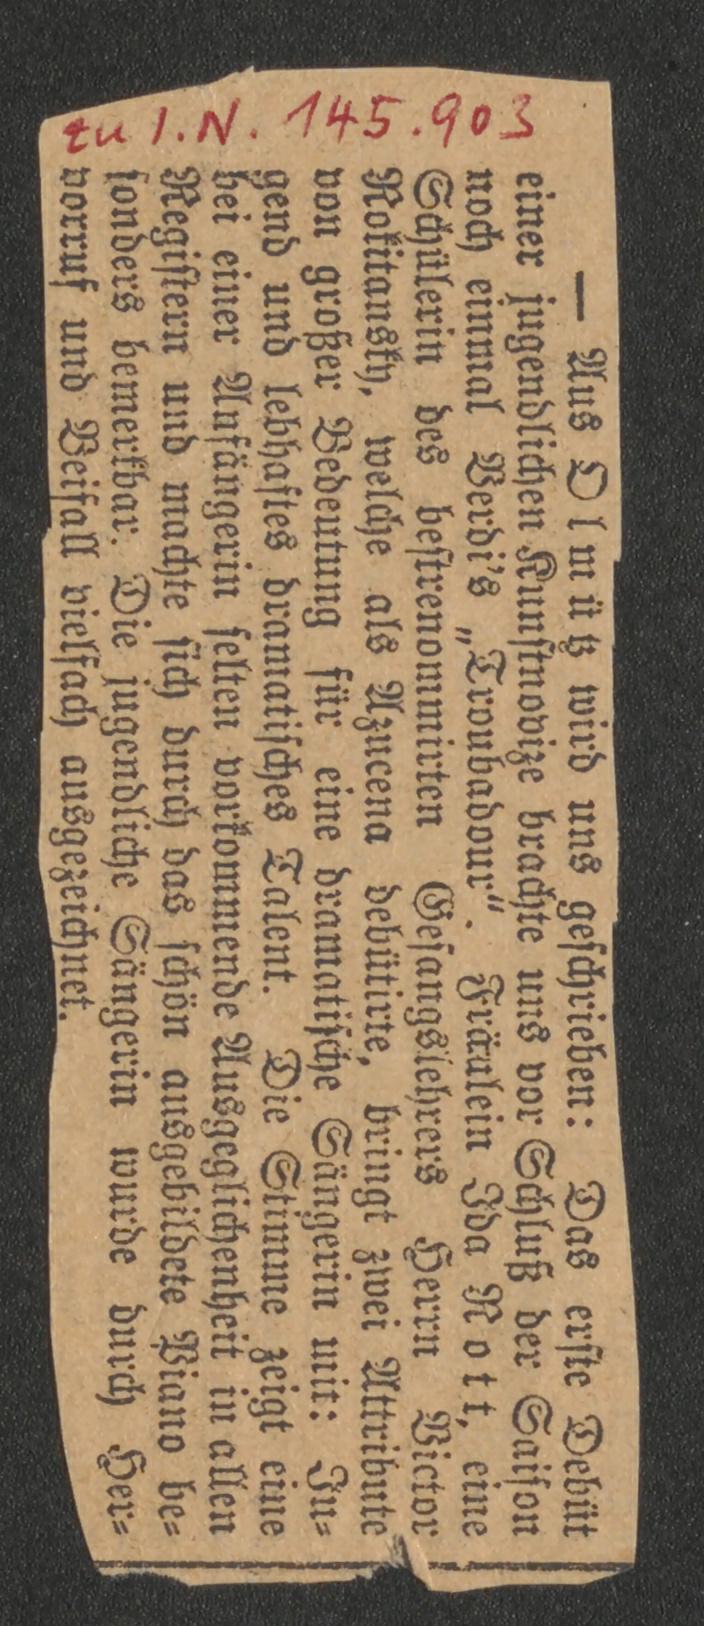 zu I.N. 145.903
— Aus Olmütz wird uns geschrieben: Das erste Debüt
einer jugendlichen Kunstnovize brachte uns vor Schluß der Saison
noch einmal Verdi's „Troubadour". Fräulein Ida Rott, eine
Schülerin des bestrenommirten Gesangslehrers Herrn Victor
Rokitansky, welche als Azucena debütirte, bringt zwei Attribute
von großer Bedeutung für eine dramatische Sängerin mit: Ju-
gend und lebhaftes dramatisches Talent. Die Stimme zeigt eine
bei einer Anfängerin selten vorkommende Ausgeglichenheit in allen
Registern und machte sich durch das schön ausgebildete Piano be-
sonders bemerkbar. Die jugendliche Sängerin wurde durch Her-
vorruf und Beifall vielfach ausgezeichnet.